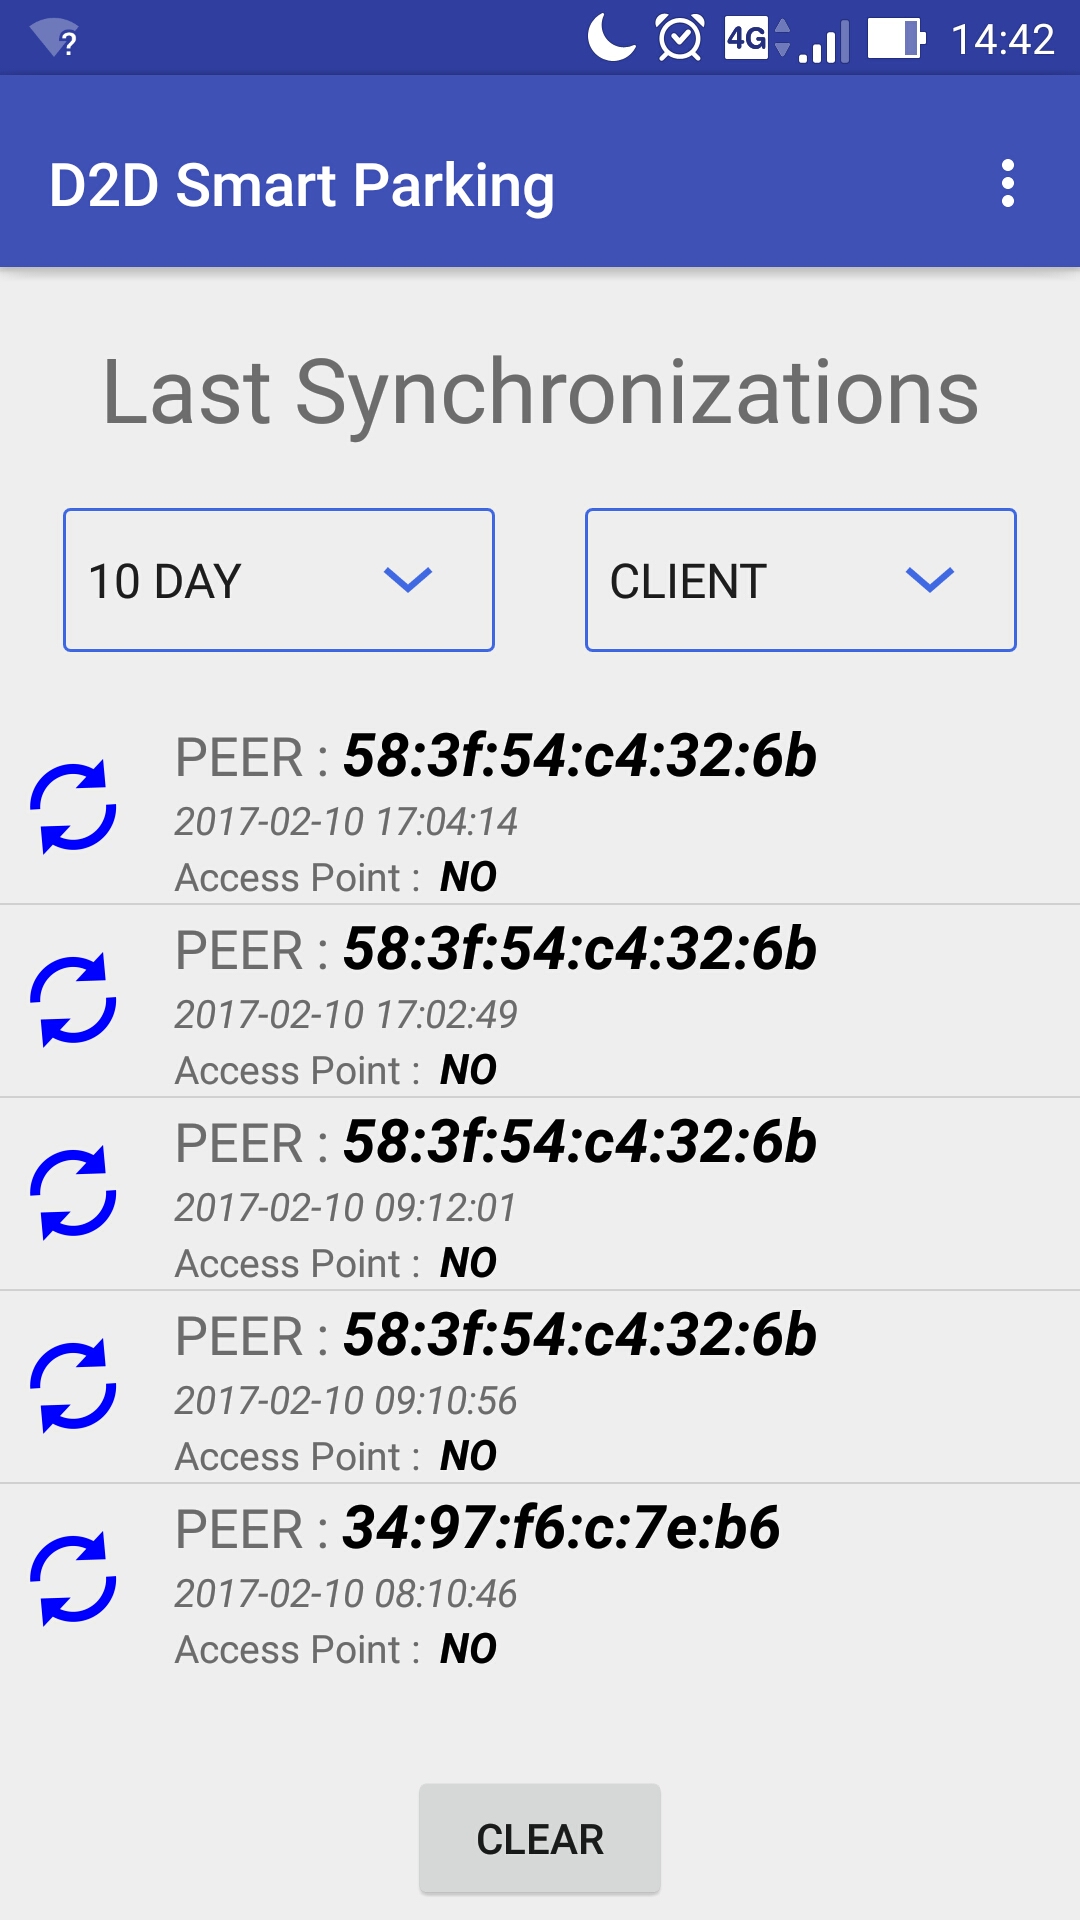 ? 4G 14:42
D2D Smart Parking
Last Synchronizations
10 DAY CLIENT
PEER : 58:3f:54:c4:32:6b
2017-02-10 17:04:14
Access Point : NO
PEER : 58:3f:54:c4:32:6b
2017-02-10 17:02:49
Access Point : NO
PEER : 58:3f:54:c4:32:6b
2017-02-10 09:12:01
Access Point : NO
PEER : 58:3f:54:c4:32:6b
2017-02-10 09:10:56
Access Point : NO
PEER : 34:97:f6:c:7e:b6
2017-02-10 08:10:46
Access Point : NO
CLEAR